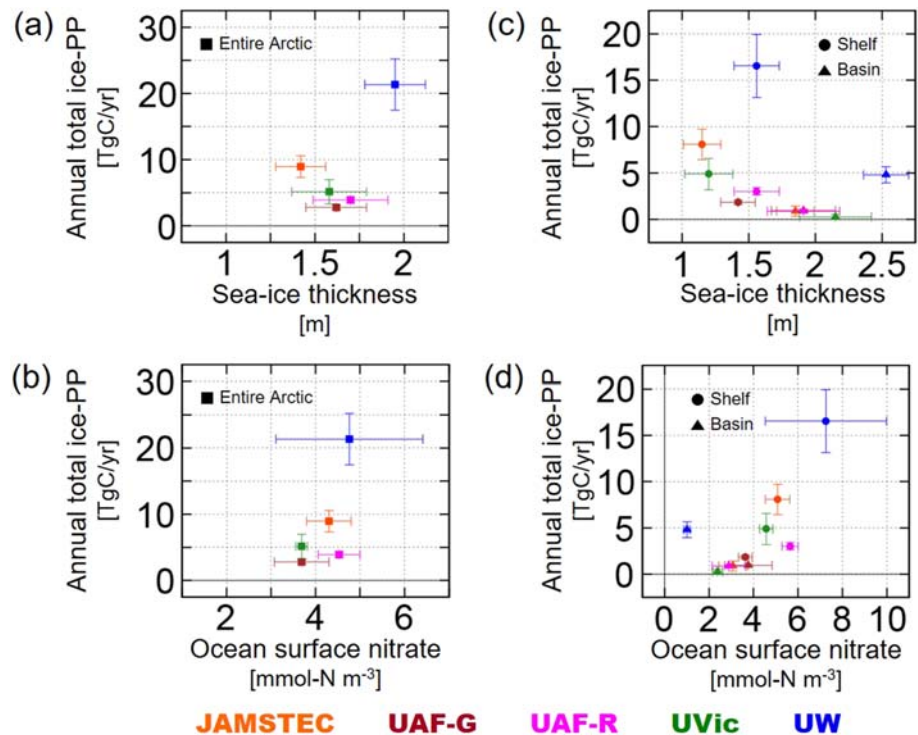 (a)
Annual total ice-PP
[TgC/yr]
30
20
10
0
Entire Arctic
1
1.5
2
Sea-ice thickness
[m]
(c)
Annual total ice-PP
[TgC/yr]
20
15
10
5
0
Shelf
Basin
1
1.5
2
2.5
Sea-ice thickness
[m]
(b)
Annual total ice-PP
[TgC/yr]
30
20
10
0
Entire Arctic
2
4
6
Ocean surface nitrate
[mmol-N m⁻³]
(d)
Annual total ice-PP
[TgC/yr]
20
15
10
5
0
Shelf
Basin
0
2
4
6
8
10
Ocean surface nitrate
[mmol-N m⁻³]
JAMSTEC UAF-G UAF-R UVic UW